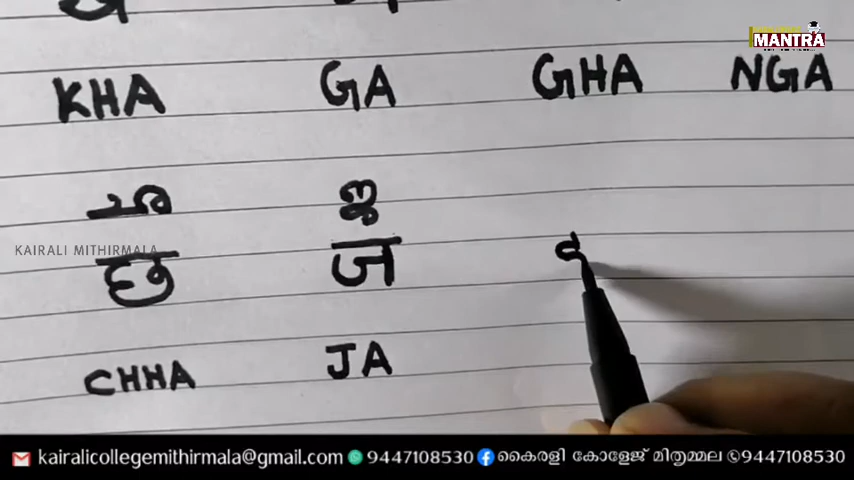 MANTRA
KHA GA GHA NGA
ഛ ജ
KAIRALI MITHIRMALA
छ ज
CHHA JA
kairalicollegemithirmala@gmail.com 9447108530 കൈരളി കോളേജ് മിതൃമ്മല 9447108530